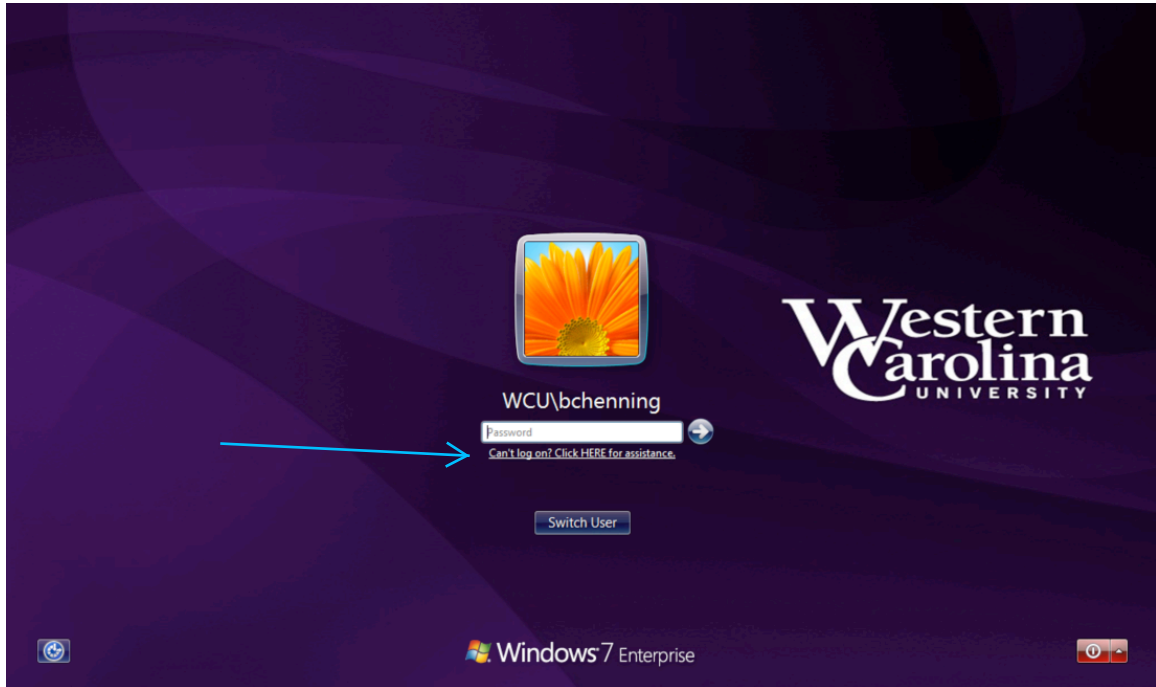 Western
Carolina
UNIVERSITY
WCU\bchenning
Password
Can't log on? Click HERE for assistance.
Switch User
Windows 7 Enterprise